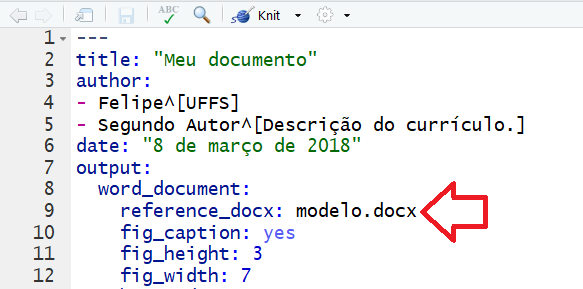 ABC Knit
1 ---
2 title: "Meu documento"
3 author:
4 - Felipe^[UFFS]
5 - Segundo Autor^[Descrição do currículo.]
6 date: "8 de março de 2018"
7 output:
8   word_document:
9     reference_docx: modelo.docx
10     fig_caption: yes
11     fig_height: 3
12     fig_width: 7